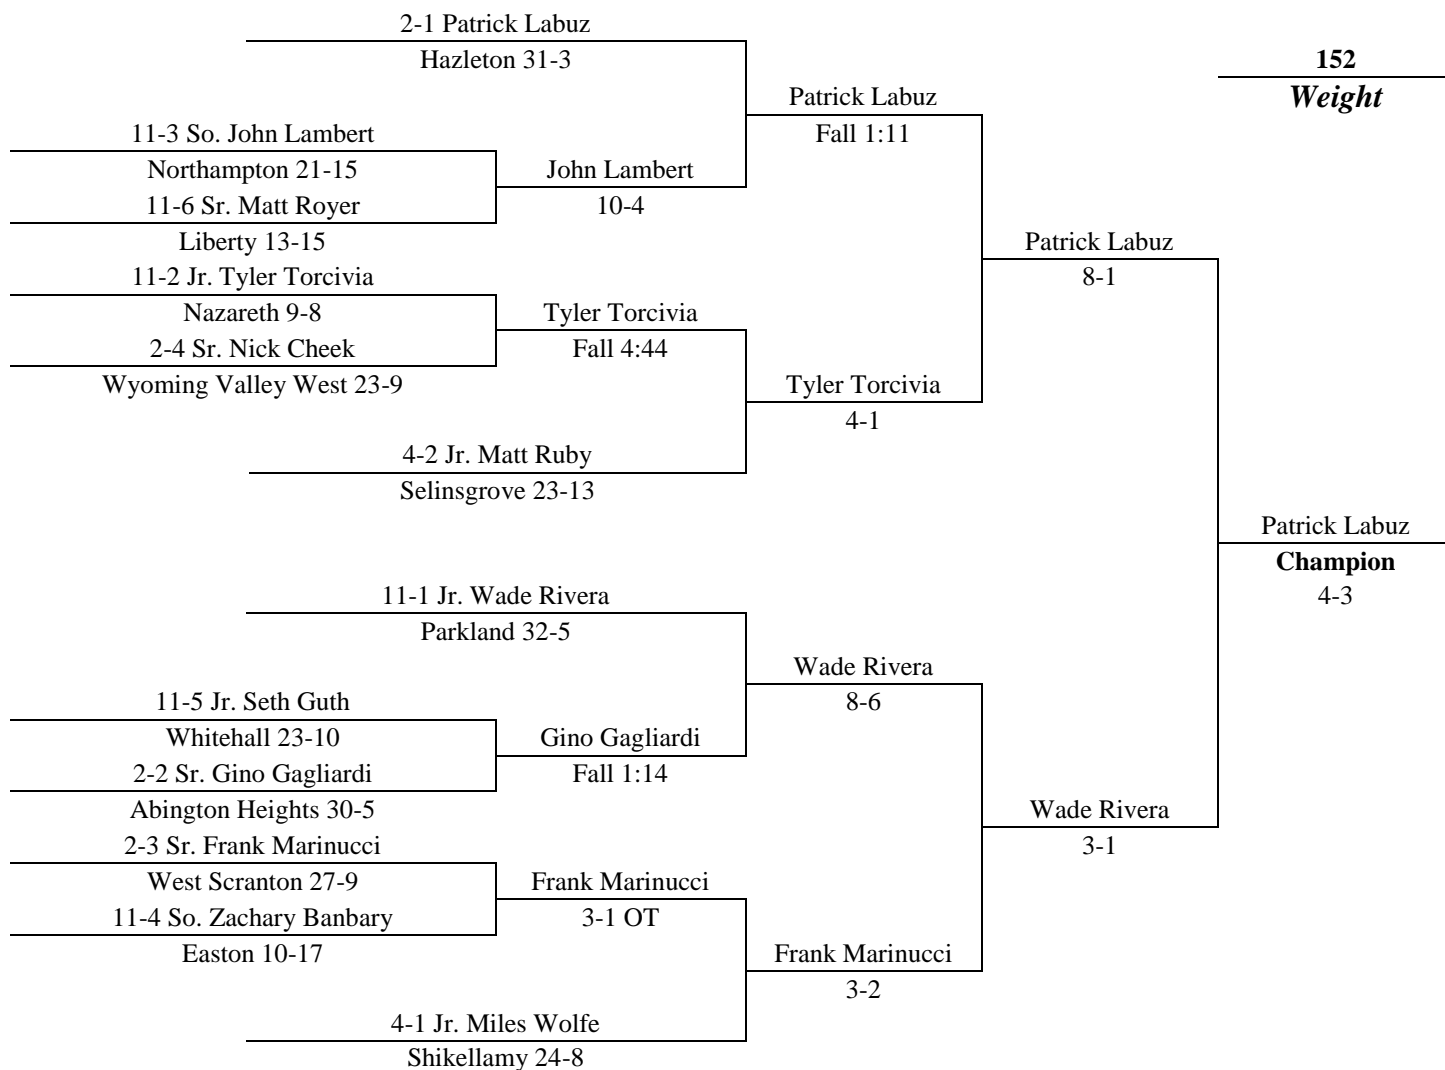 2-1 Patrick Labuz
Hazleton 31-3
152
Weight
Patrick Labuz
Fall 1:11
11-3 So. John Lambert
Northampton 21-15
John Lambert
10-4
11-6 Sr. Matt Royer
Liberty 13-15
Patrick Labuz
8-1
11-2 Jr. Tyler Torcivia
Nazareth 9-8
Tyler Torcivia
Fall 4:44
2-4 Sr. Nick Cheek
Wyoming Valley West 23-9
Tyler Torcivia
4-1
4-2 Jr. Matt Ruby
Selinsgrove 23-13
Patrick Labuz
Champion
4-3
11-1 Jr. Wade Rivera
Parkland 32-5
Wade Rivera
8-6
11-5 Jr. Seth Guth
Whitehall 23-10
Gino Gagliardi
Fall 1:14
2-2 Sr. Gino Gagliardi
Abington Heights 30-5
Wade Rivera
3-1
2-3 Sr. Frank Marinucci
West Scranton 27-9
Frank Marinucci
3-1 OT
11-4 So. Zachary Banbary
Easton 10-17
Frank Marinucci
3-2
4-1 Jr. Miles Wolfe
Shikellamy 24-8